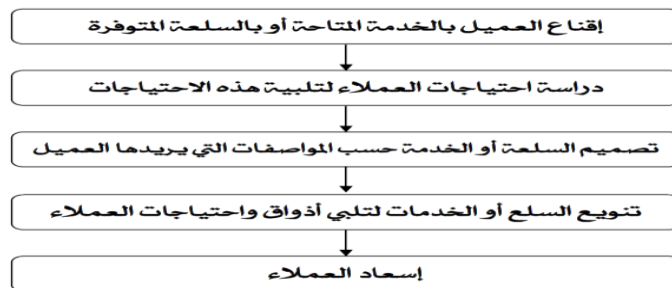 إقناع العميل بالخدمة المتاحة أو بالسلعة المتوفرة
دراسة احتياجات العملاء لتلبية هذه الاحتياجات
تصميم السلعة أو الخدمة حسب المواصفات التي يريدها العميل
تنويع السلع أو الخدمات لتلبي أذواق واحتياجات العملاء
إسعاد العملاء